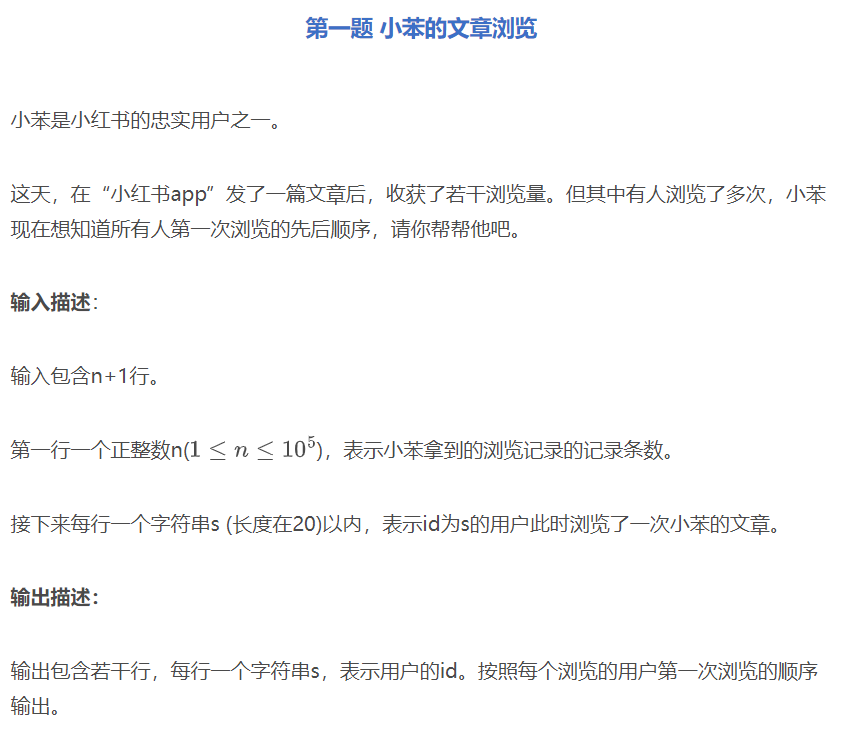 第一题 小苯的文章浏览
小苯是小红书的忠实用户之一。
这天，在“小红书app”发了一篇文章后，收获了若干浏览量。但其中有人浏览了多次，小苯
现在想知道所有人第一次浏览的先后顺序，请你帮帮他吧。
输入描述：
输入包含n+1行。
第一行一个正整数n(1 ≤ n ≤ 10⁵)，表示小苯拿到的浏览记录的记录条数。
接下来每行一个字符串s (长度在20)以内，表示id为s的用户此时浏览了一次小苯的文章。
输出描述：
输出包含若干行，每行一个字符串s，表示用户的id。按照每个浏览的用户第一次浏览的顺序
输出。